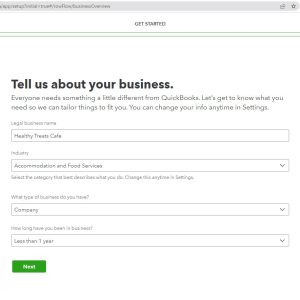 /app/setup?initial=true#/rowFlow/businessOverview
GET STARTED
Tell us about your business.
Everyone needs something a little different from QuickBooks. Let's get to know what you
need so we can tailor things to fit you. You can change your info anytime in Settings.
Legal business name
Healthy Treats Cafe
Industry
Accommodation and Food Services
Select the category that best describes what you do. Change this anytime in Settings.
What type of business do you have?
Company
How long have you been in business?
Less than 1 year
Next